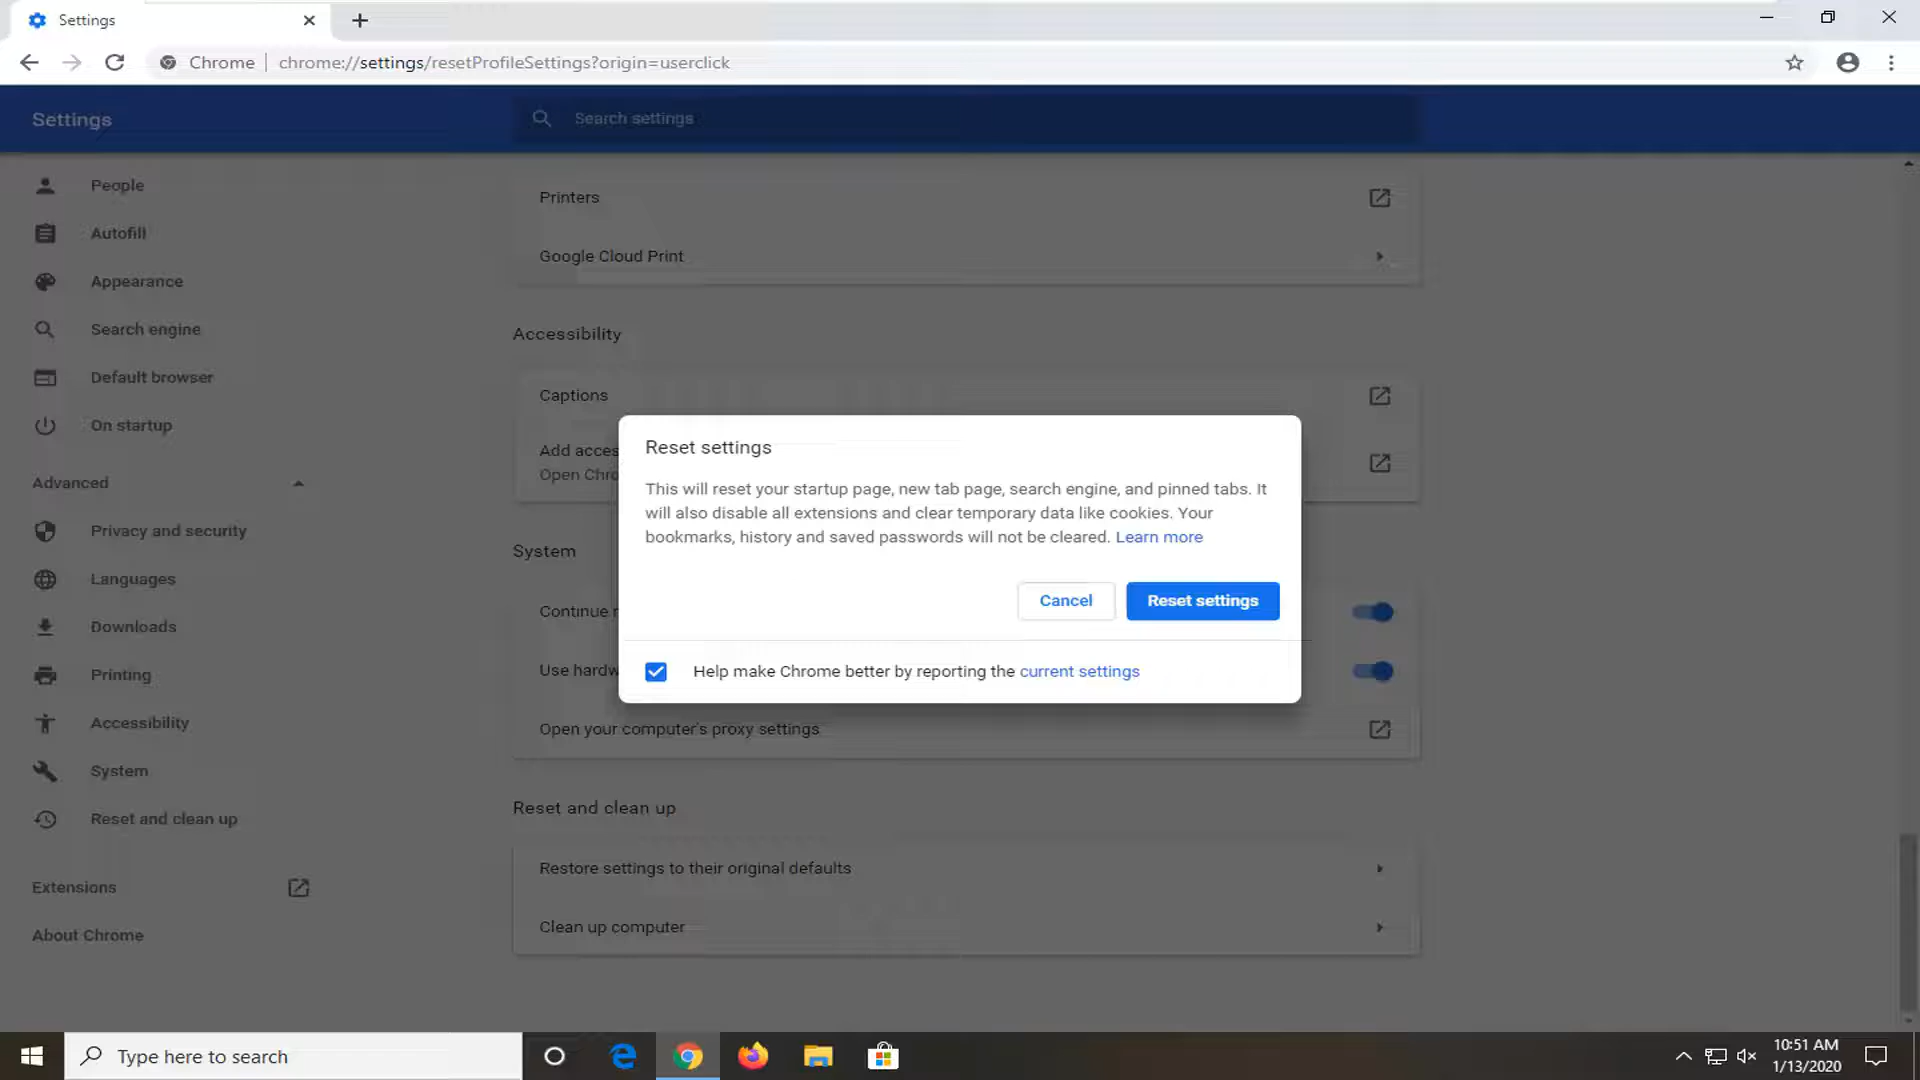 Settings
Chrome
chrome://settings/resetProfileSettings?origin=userclick
Settings
Search settings
People
Autofill
Appearance
Search engine
Default browser
On startup
Advanced
Privacy and security
Languages
Downloads
Printing
Accessibility
System
Reset and clean up
Extensions
About Chrome
Printers
Google Cloud Print
Accessibility
Captions
Add acces
Open Chro
System
Continue r
Use hardw
Open your computer's proxy settings
Reset and clean up
Restore settings to their original defaults
Clean up computer
Reset settings
This will reset your startup page, new tab page, search engine, and pinned tabs. It
will also disable all extensions and clear temporary data like cookies. Your
bookmarks, history and saved passwords will not be cleared. Learn more
Cancel
Reset settings
Help make Chrome better by reporting the current settings
Type here to search
10:51 AM
1/13/2020